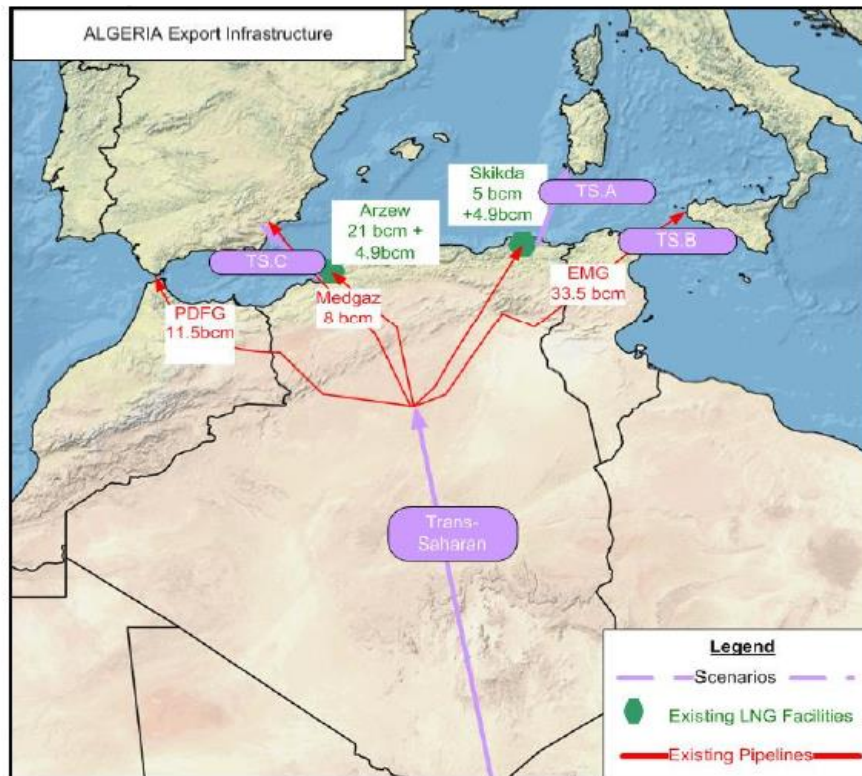 ALGERIA Export Infrastructure
Skikda
5 bcm
+4.9bcm
TS.A
Arzew
21 bcm +
4.9bcm
TS.B
TS.C
EMG
33.5 bcm
PDFG
11.5bcm
Medgaz
8 bcm
Trans-
Saharan
Legend
Scenarios
Existing LNG Facilities
Existing Pipelines